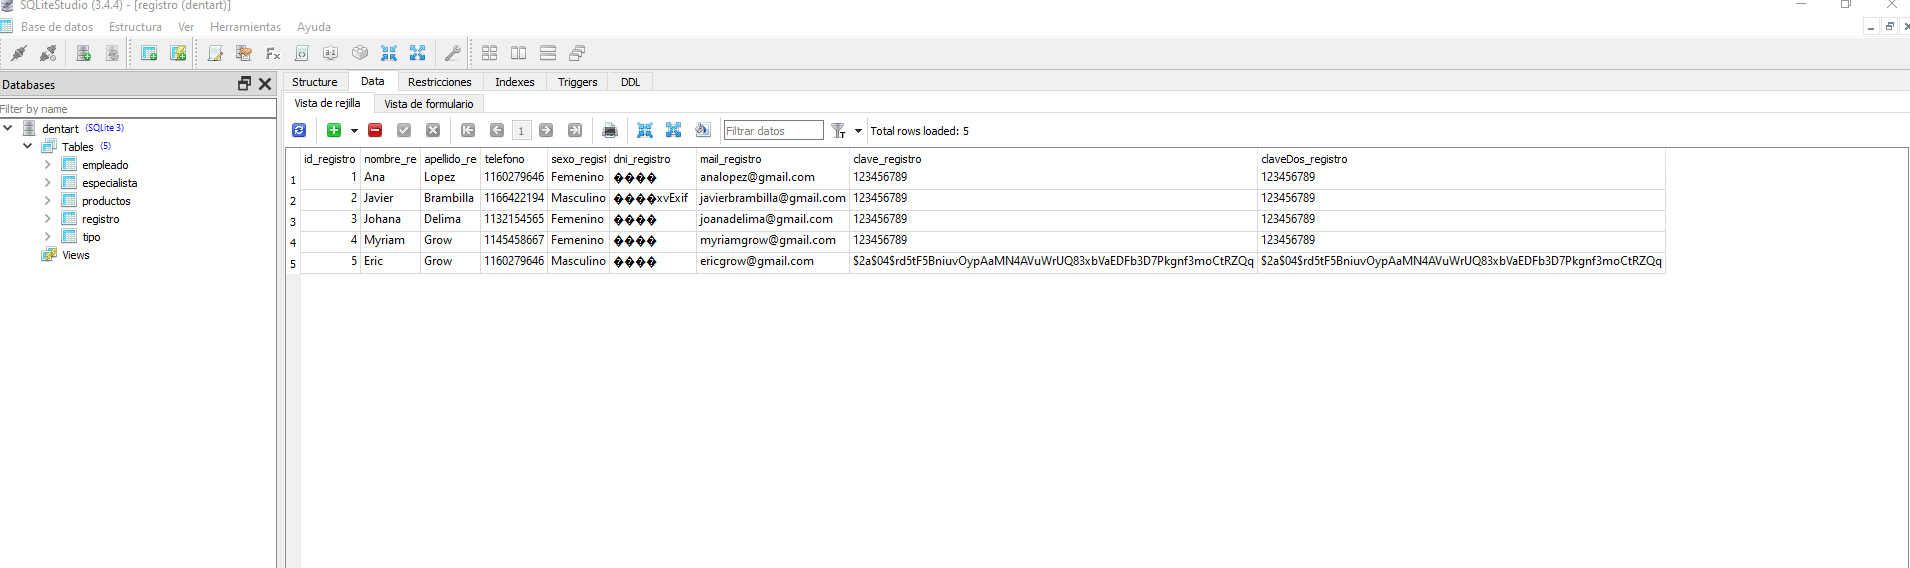 SQLiteStudio (3.4.4) - [registro (dentart)]
Base de datos Estructura Ver Herramientas Ayuda
Databases
Filter by name
dentart (SQLite 3)
Tables (5)
empleado
especialista
productos
registro
tipo
Views
Structure Data Restricciones Indexes Triggers DDL
Vista de rejilla Vista de formulario
1 Filtrar datos Total rows loaded: 5
id_registro nombre_re apellido_re telefono sexo_regist dni_registro mail_registro clave_registro claveDos_registro
1 1 Ana Lopez 1160279646 Femenino ���� analopez@gmail.com 123456789 123456789
2 2 Javier Brambilla 1166422194 Masculino ����xvExif javierbrambilla@gmail.com 123456789 123456789
3 3 Johana Delima 1132154565 Femenino ���� joanadelima@gmail.com 123456789 123456789
4 4 Myriam Grow 1145458667 Femenino ���� myriamgrow@gmail.com 123456789 123456789
5 5 Eric Grow 1160279646 Masculino ���� ericgrow@gmail.com $2a$04$rd5tF5BniuvOypAaMN4AVuWrUQ83xbVaEDFb3D7Pkgnf3moCtRZQq $2a$04$rd5tF5BniuvOypAaMN4AVuWrUQ83xbVaEDFb3D7Pkgnf3moCtRZQq